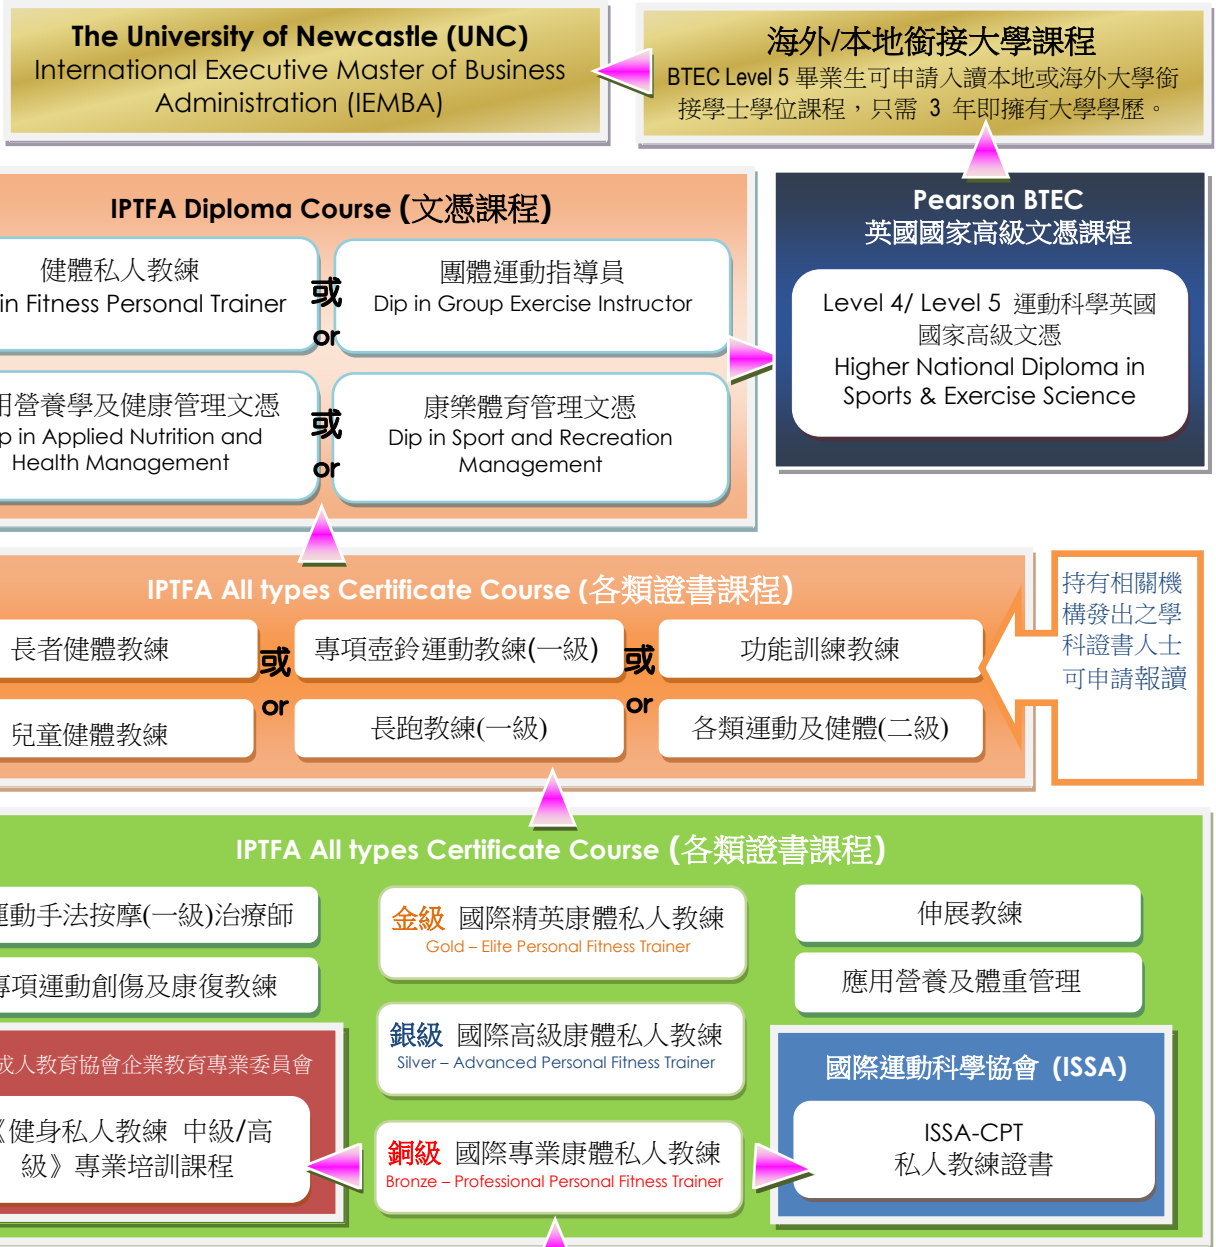 The University of Newcastle (UNC)
International Executive Master of Business
Administration (IEMBA)
海外/本地銜接大學課程
BTEC Level 5 畢業生可申請入讀本地或海外大學銜
接學士學位課程，只需 3 年即擁有大學學歷。
IPTFA Diploma Course (文憑課程)
健體私人教練
in Fitness Personal Trainer
或
or
團體運動指導員
Dip in Group Exercise Instructor
用營養學及健康管理文憑
p in Applied Nutrition and
Health Management
或
or
康樂體育管理文憑
Dip in Sport and Recreation
Management
Pearson BTEC
英國國家高級文憑課程
Level 4/ Level 5 運動科學英國
國家高級文憑
Higher National Diploma in
Sports & Exercise Science
IPTFA All types Certificate Course (各類證書課程)
長者健體教練
或
專項壺鈴運動教練(一級)
或
功能訓練教練
兒童健體教練
or
長跑教練(一級)
or
各類運動及健體(二級)
持有相關機
構發出之學
科證書人士
可申請報讀
IPTFA All types Certificate Course (各類證書課程)
運動手法按摩(一級)治療師
專項運動創傷及康復教練
金級 國際精英康體私人教練
Gold – Elite Personal Fitness Trainer
銀級 國際高級康體私人教練
Silver – Advanced Personal Fitness Trainer
銅級 國際專業康體私人教練
Bronze – Professional Personal Fitness Trainer
伸展教練
應用營養及體重管理
成人教育協會企業教育專業委員會
《健身私人教練 中級/高
級》專業培訓課程
國際運動科學協會 (ISSA)
ISSA-CPT
私人教練證書